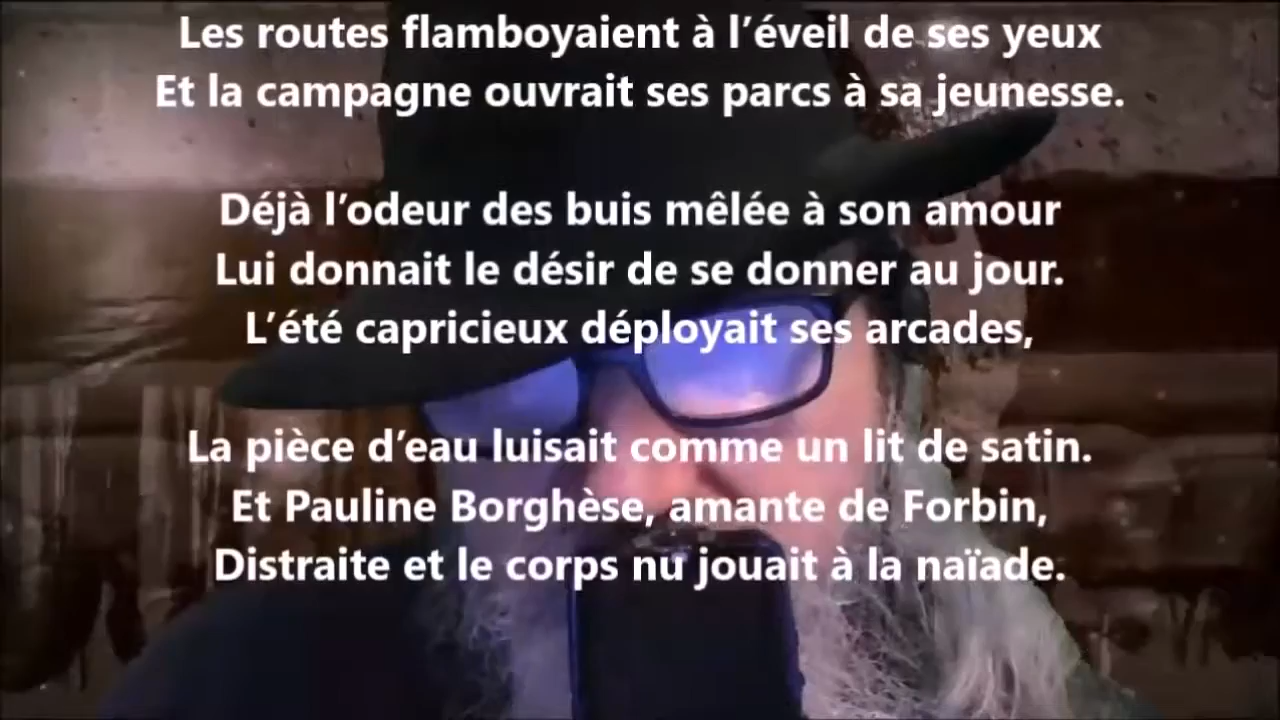 Les routes flamboyaient à l’éveil de ses yeux
Et la campagne ouvrait ses parcs à sa jeunesse.
Déjà l’odeur des buis mêlée à son amour
Lui donnait le désir de se donner au jour.
L’été capricieux déployait ses arcades,
La pièce d’eau luisait comme un lit de satin.
Et Pauline Borghèse, amante de Forbin,
Distraite et le corps nu jouait à la naïade.